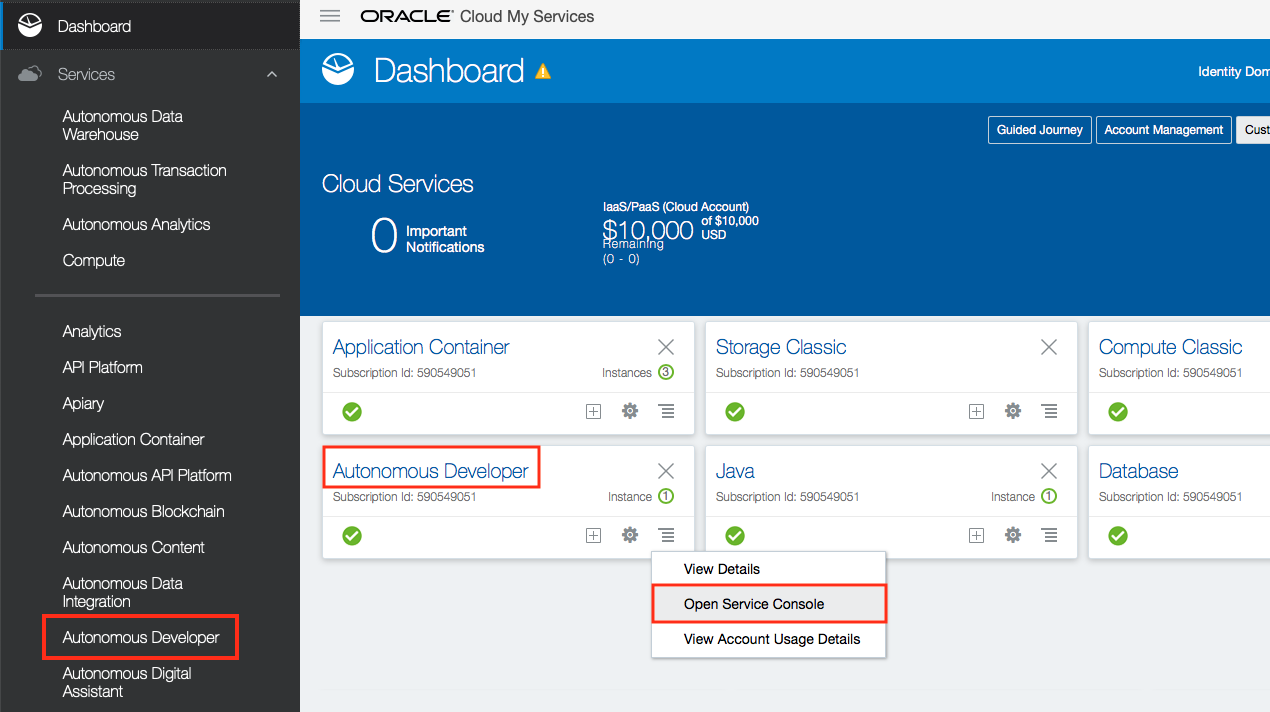 Dashboard
Services
Autonomous Data
Warehouse
Autonomous Transaction
Processing
Autonomous Analytics
Compute
Analytics
API Platform
Apiary
Application Container
Autonomous API Platform
Autonomous Blockchain
Autonomous Content
Autonomous Data
Integration
Autonomous Developer
Autonomous Digital
Assistant
ORACLE Cloud My Services
Dashboard
Identity Dom
Guided Journey
Account Management
Cust
Cloud Services
0 Important
Notifications
IaaS/PaaS (Cloud Account)
$10,000 of $10,000
USD
Remaining
(0 - 0)
Application Container
Subscription Id: 590549051
Instances 3
Storage Classic
Subscription Id: 590549051
Compute Classic
Subscription Id: 590549051
Autonomous Developer
Subscription Id: 590549051
Instance 1
Java
Subscription Id: 590549051
Instance 1
Database
Subscription Id: 590549051
View Details
Open Service Console
View Account Usage Details